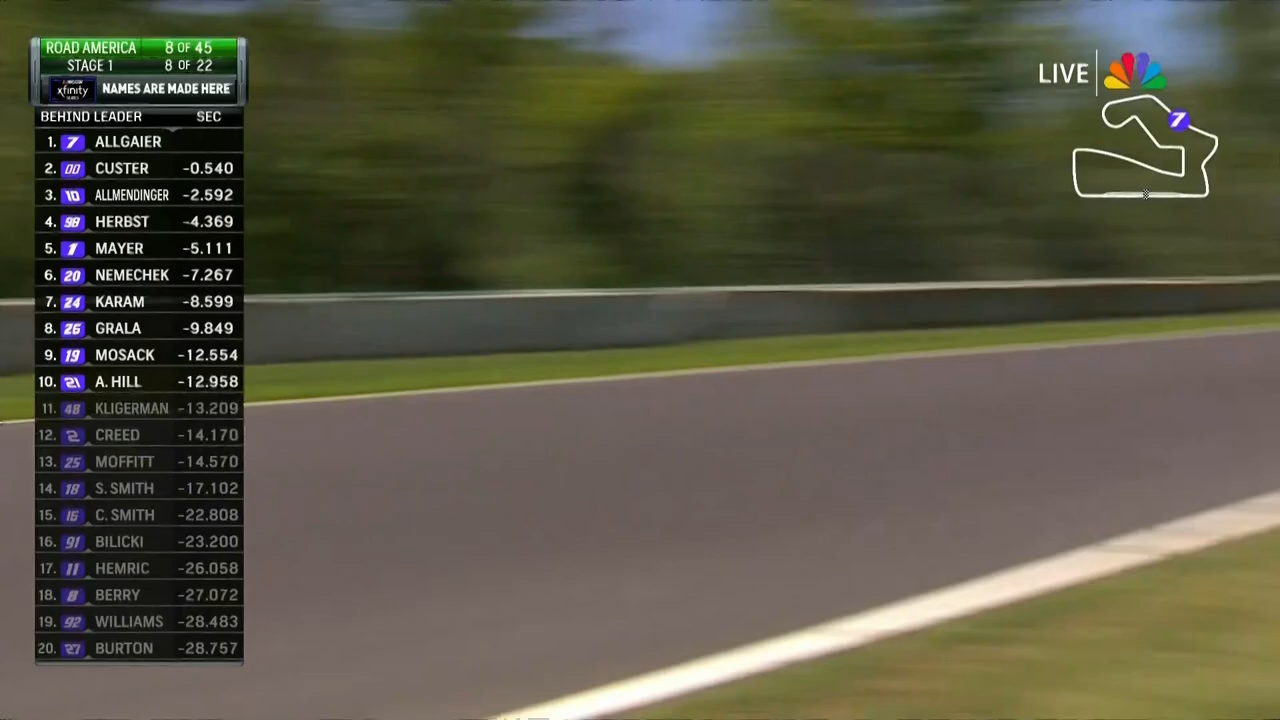 ROAD AMERICA 8 OF 45
STAGE 1 8 OF 22
xfinity NAMES ARE MADE HERE
BEHIND LEADER SEC
1. 7 ALLGAIER
2. 00 CUSTER -0.540
3. 10 ALLMENDINGER -2.592
4. 98 HERBST -4.369
5. 1 MAYER -5.111
6. 20 NEMECHEK -7.267
7. 24 KARAM -8.599
8. 26 GRALA -9.849
9. 19 MOSACK -12.554
10. 21 A. HILL -12.958
11. 48 KLIGERMAN -13.209
12. 2 CREED -14.170
13. 25 MOFFITT -14.570
14. 18 S. SMITH -17.102
15. 16 C. SMITH -22.808
16. 91 BILICKI -23.200
17. 11 HEMRIC -26.058
18. 8 BERRY -27.072
19. 92 WILLIAMS -28.483
20. 27 BURTON -28.757
LIVE
7